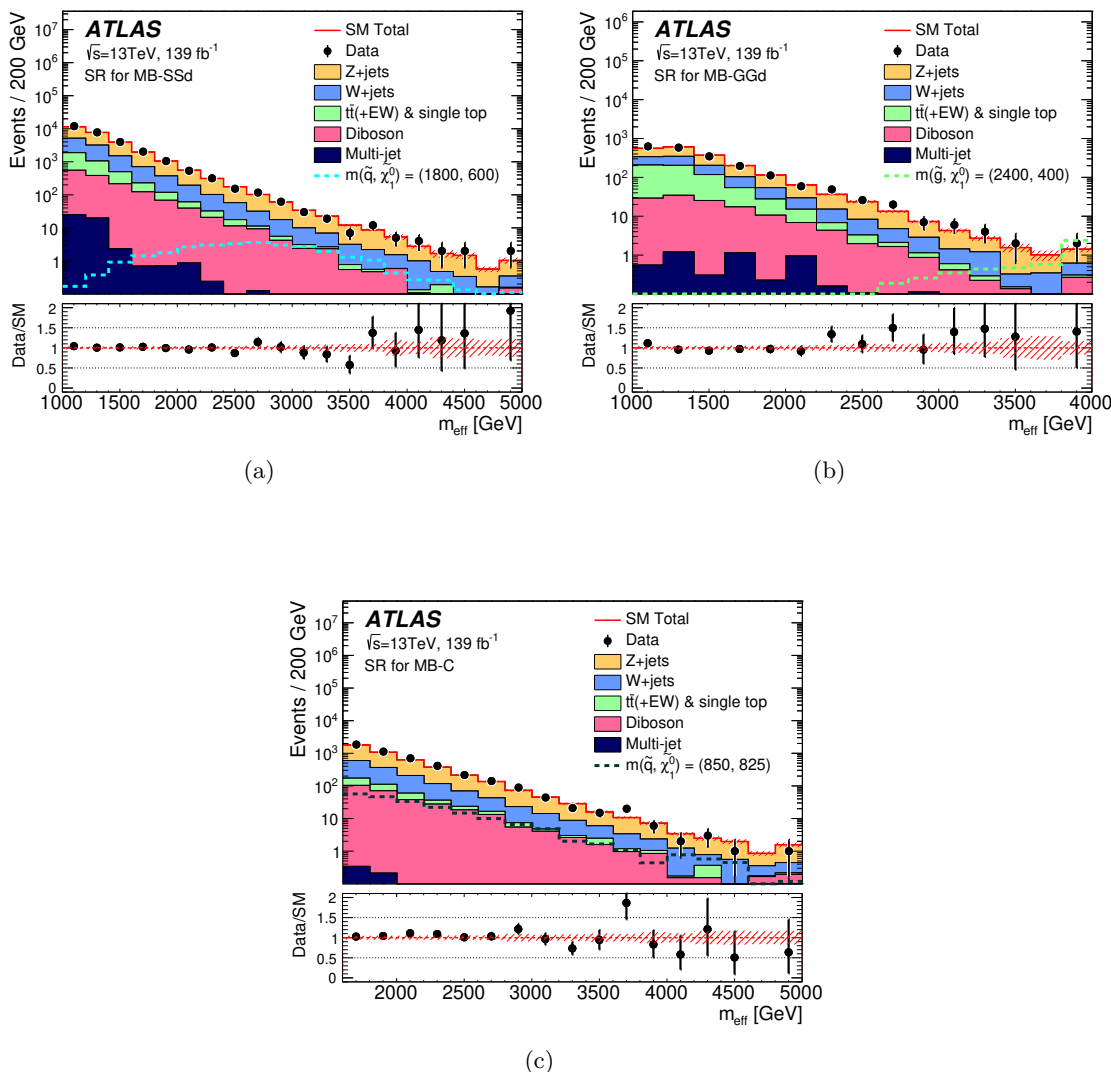 ATLAS
√s=13TeV, 139 fb⁻¹
SR for MB-SSd
SM Total
Data
Z+jets
W+jets
tt̄(+EW) & single top
Diboson
Multi-jet
m(q̃, χ̃₁⁰) = (1800, 600)
Events / 200 GeV
10⁷
10⁶
10⁵
10⁴
10³
10²
10
1
Data/SM
2
1.5
1
0.5
0
1000 1500 2000 2500 3000 3500 4000 4500 5000
m_eff [GeV]
(a)
ATLAS
√s=13TeV, 139 fb⁻¹
SR for MB-GGd
SM Total
Data
Z+jets
W+jets
tt̄(+EW) & single top
Diboson
Multi-jet
m(g̃, χ̃₁⁰) = (2400, 400)
Events / 200 GeV
10⁶
10⁵
10⁴
10³
10²
10
1
Data/SM
2
1.5
1
0.5
0
1000 1500 2000 2500 3000 3500 4000
m_eff [GeV]
(b)
ATLAS
√s=13TeV, 139 fb⁻¹
SR for MB-C
SM Total
Data
Z+jets
W+jets
tt̄(+EW) & single top
Diboson
Multi-jet
m(q̃, χ̃₁⁰) = (850, 825)
Events / 200 GeV
10⁷
10⁶
10⁵
10⁴
10³
10²
10
1
Data/SM
2
1.5
1
0.5
0
2000 2500 3000 3500 4000 4500 5000
m_eff [GeV]
(c)